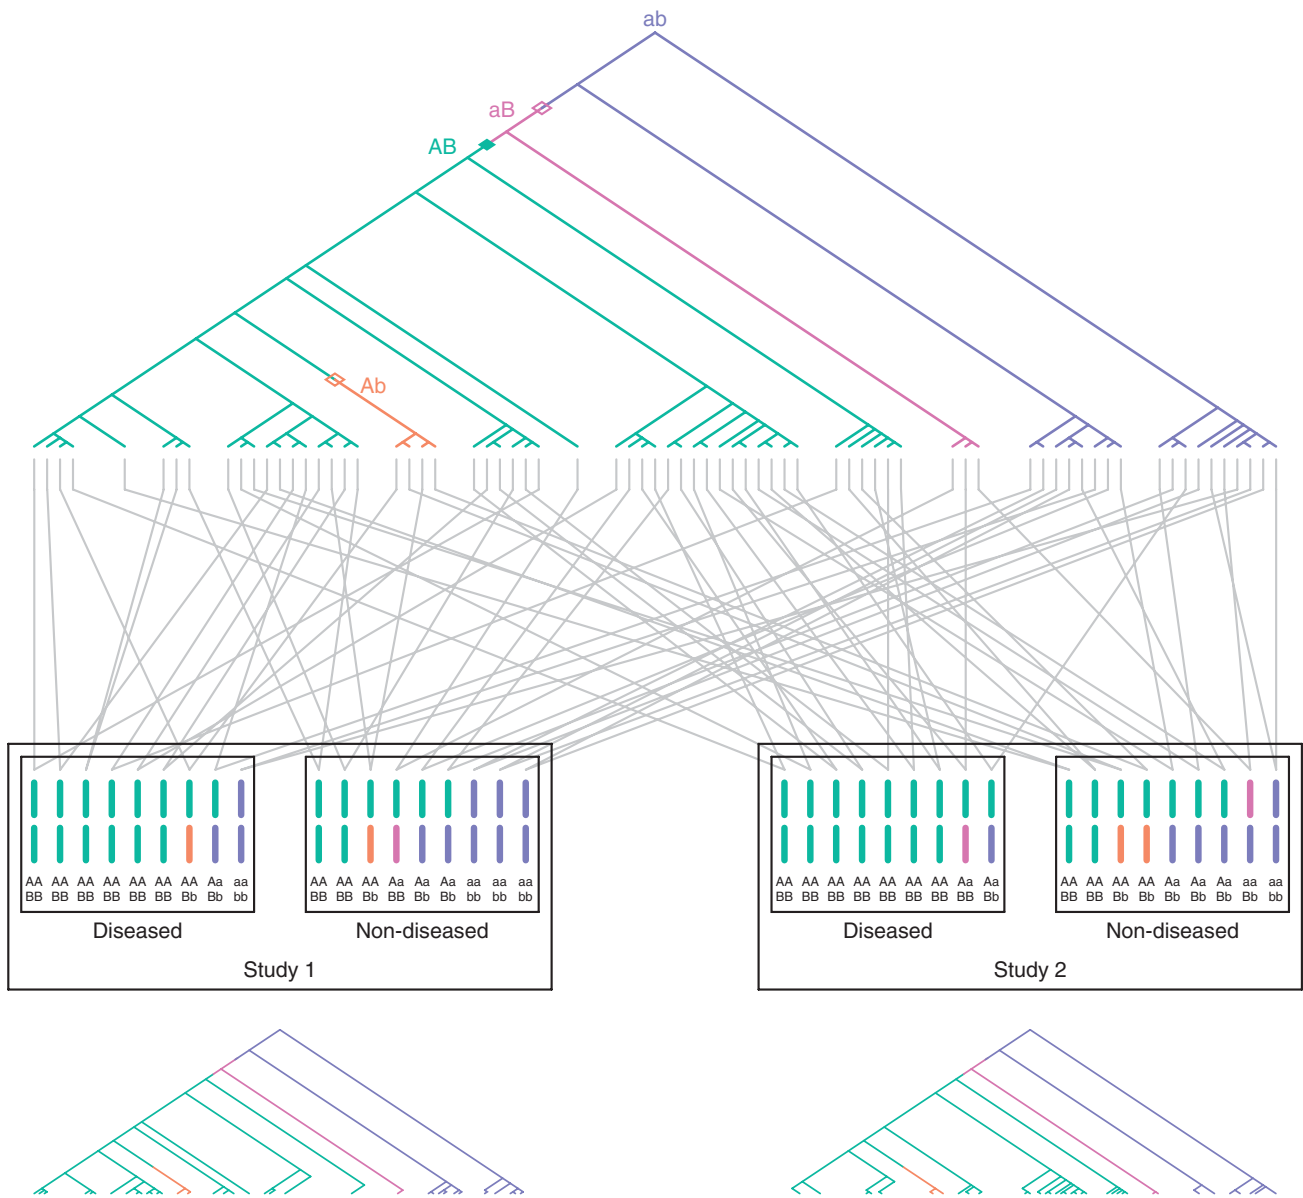 ab
aB
AB
Ab
AA AA AA AA AA AA AA Aa aa
BB BB BB BB BB BB Bb Bb bb
AA AA AA Aa Aa Aa aa aa aa
BB BB Bb BB Bb Bb bb bb bb
AA AA AA AA AA AA AA Aa Aa
BB BB BB BB BB BB BB BB Bb
AA AA AA AA Aa Aa Aa aa aa
BB BB Bb Bb Bb Bb Bb Bb bb
Diseased
Non-diseased
Diseased
Non-diseased
Study 1
Study 2